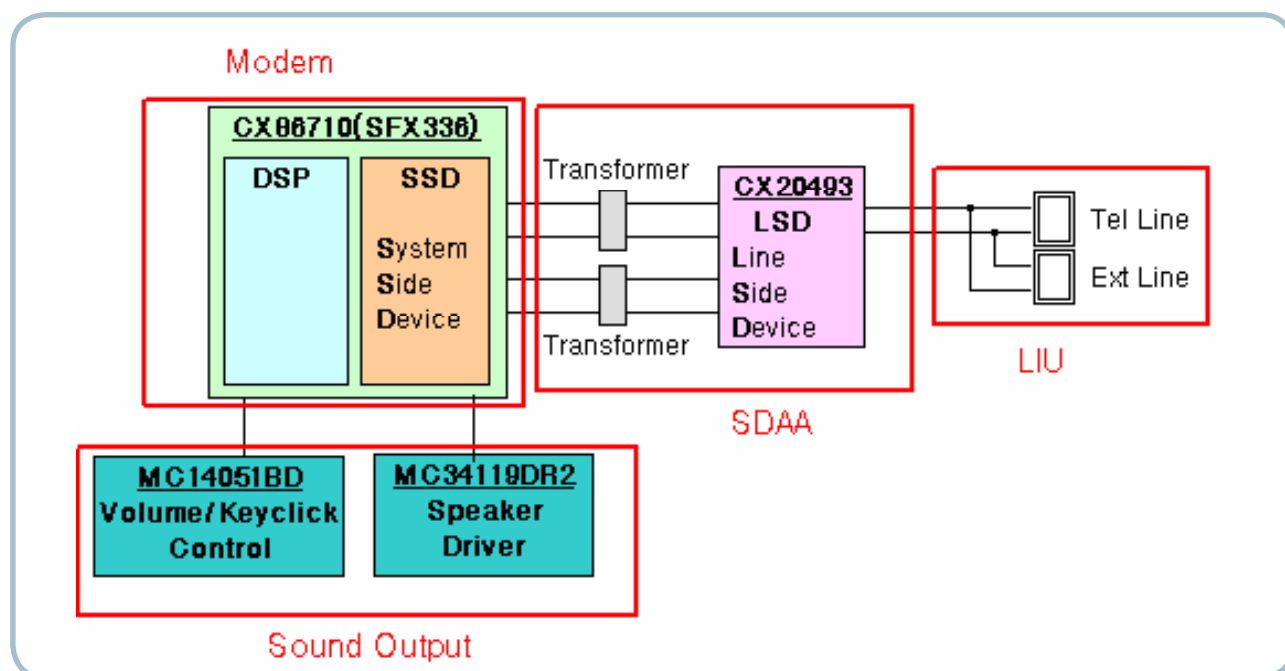 Modem
CX86710(SFX336)
DSP
SSD
System
Side
Device
Transformer
Transformer
CX20493
LSD
Line
Side
Device
Tel Line
Ext Line
LIU
SDAA
MC14051BD
Volume/Keyclick
Control
MC34119DR2
Speaker
Driver
Sound Output